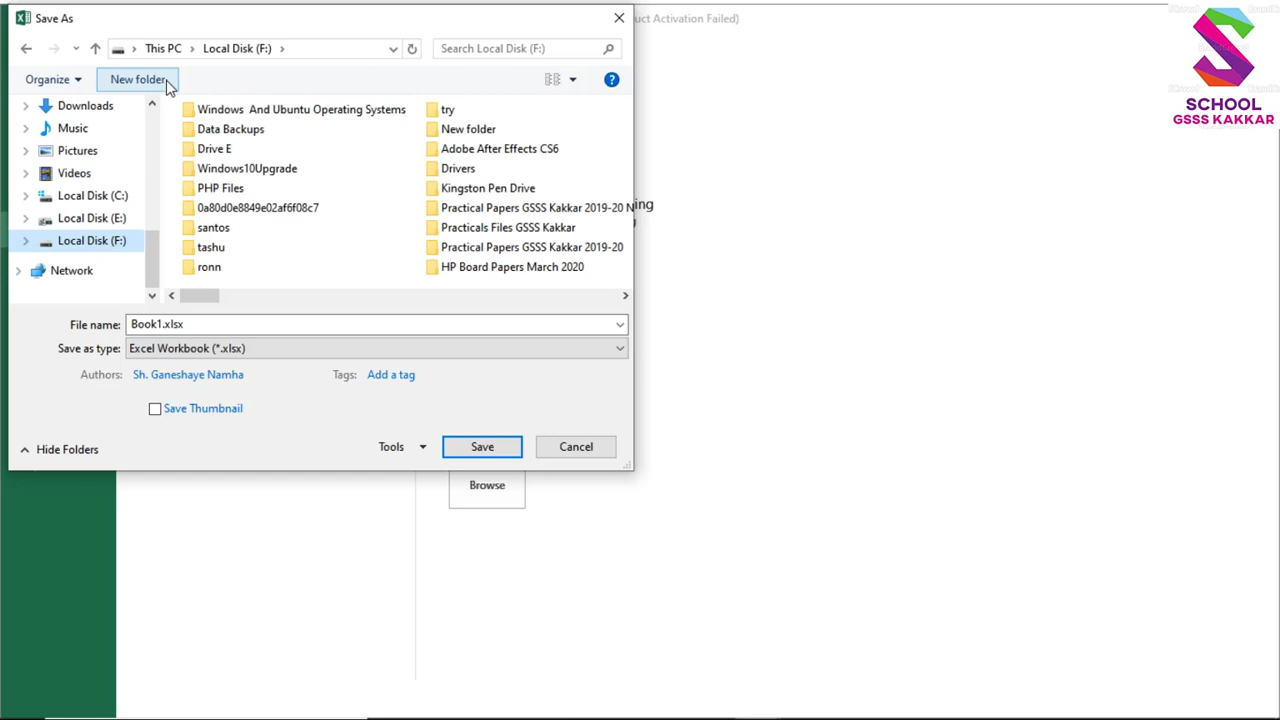 Save As
uct Activation Failed)
This PC
Local Disk (F:)
Search Local Disk (F:)
Organize
New folder
Downloads
Music
Pictures
Videos
Local Disk (C:)
Local Disk (E:)
Local Disk (F:)
Network
Windows And Ubuntu Operating Systems
Data Backups
Drive E
Windows10Upgrade
PHP Files
0a80d0e8849e02af6f08c7
santos
tashu
ronn
try
New folder
Adobe After Effects CS6
Drivers
Kingston Pen Drive
Practical Papers GSSS Kakkar 2019-20 N
Practicals Files GSSS Kakkar
Practical Papers GSSS Kakkar 2019-20
HP Board Papers March 2020
ing
File name: Book1.xlsx
Save as type: Excel Workbook (*.xlsx)
Authors: Sh. Ganeshaye Namha
Tags: Add a tag
Save Thumbnail
Hide Folders
Tools
Save
Cancel
Browse
SCHOOL
GSSS KAKKAR